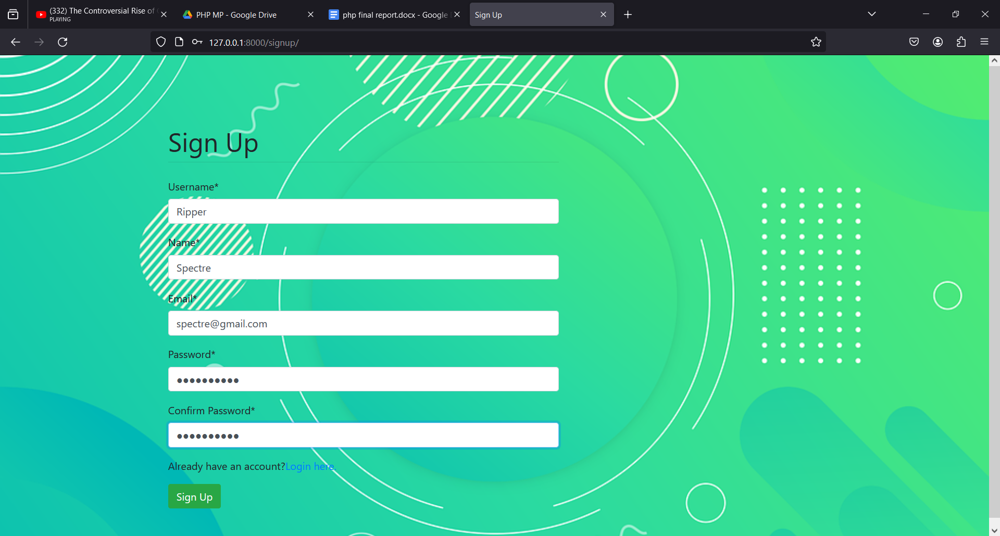 (332) The Controversial Rise of
PLAYING
PHP MP - Google Drive
php final report.docx - Google
Sign Up
127.0.0.1:8000/signup/
Sign Up
Username*
Ripper
Name*
Spectre
Email*
spectre@gmail.com
Password*
●●●●●●●●●●
Confirm Password*
●●●●●●●●●●
Already have an account?Login here.
Sign Up